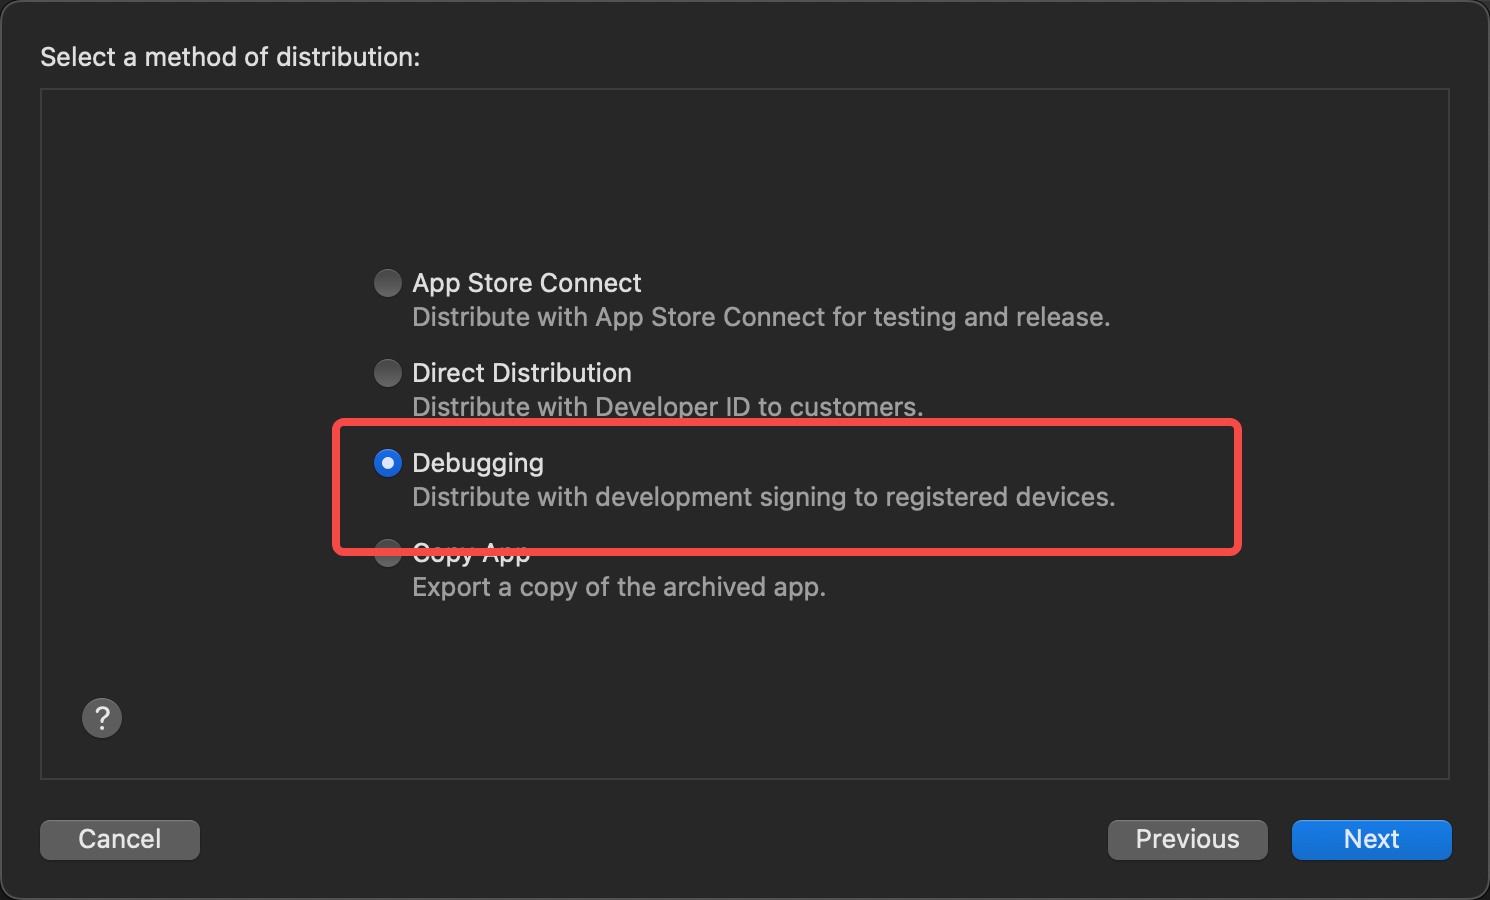 Select a method of distribution:
App Store Connect
Distribute with App Store Connect for testing and release.
Direct Distribution
Distribute with Developer ID to customers.
Debugging
Distribute with development signing to registered devices.
Copy App
Export a copy of the archived app.
?
Cancel
Previous
Next